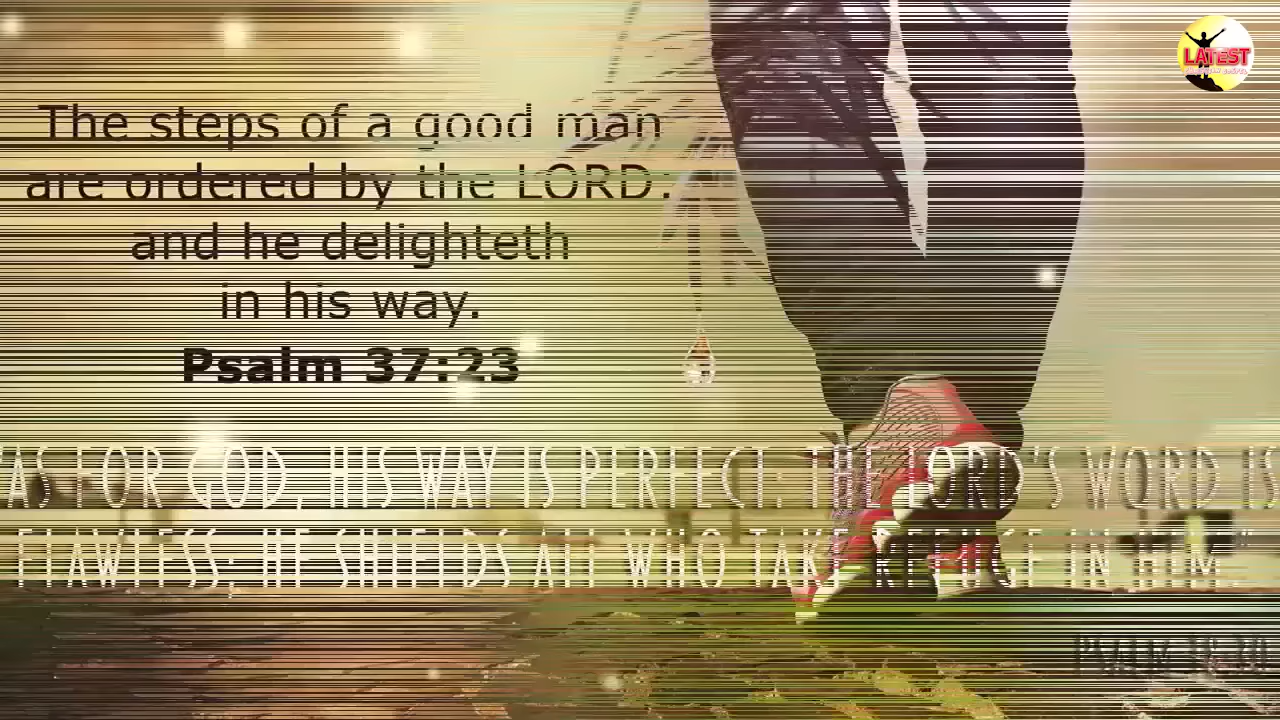 The steps of a good man
are ordered by the LORD:
and he delighteth
in his way.
Psalm 37:23
"AS FOR GOD, HIS WAY IS PERFECT: THE LORD'S WORD IS
FLAWLESS; HE SHIELDS ALL WHO TAKE REFUGE IN HIM."
PSALM
LATEST